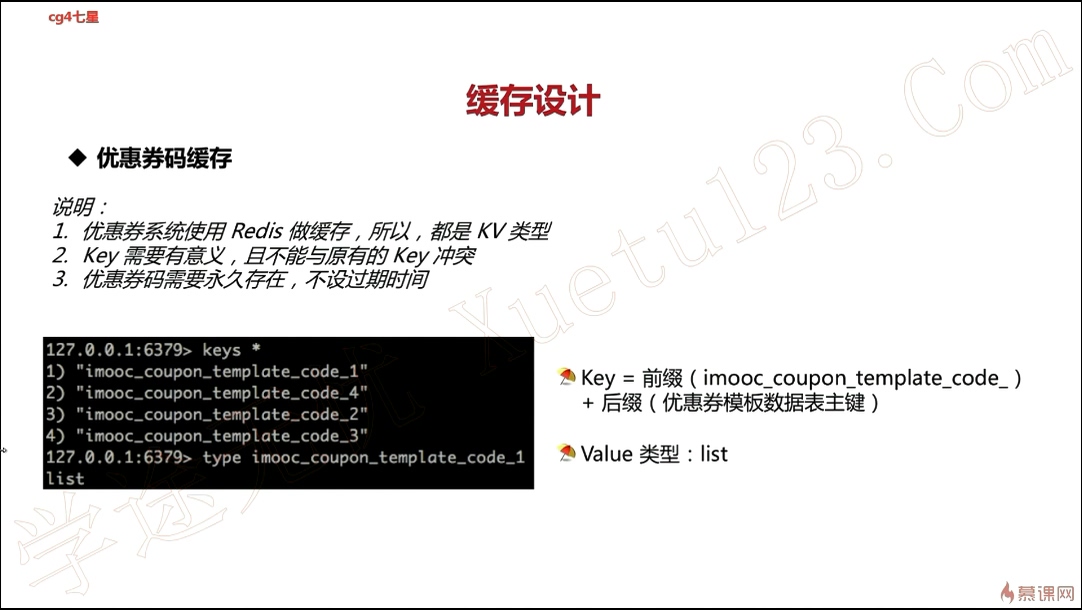 cg4七星
缓存设计
◆ 优惠券码缓存
说明：
1. 优惠券系统使用 Redis 做缓存，所以，都是 KV 类型
2. Key 需要有意义，且不能与原有的 Key 冲突
3. 优惠券码需要永久存在，不设过期时间
127.0.0.1:6379> keys *
1) "imooc_coupon_template_code_1"
2) "imooc_coupon_template_code_4"
3) "imooc_coupon_template_code_2"
4) "imooc_coupon_template_code_3"
127.0.0.1:6379> type imooc_coupon_template_code_1
list
Key = 前缀（imooc_coupon_template_code_）
+ 后缀（优惠券模板数据表主键）
Value 类型：list
Xuetu123.Com
慕课网